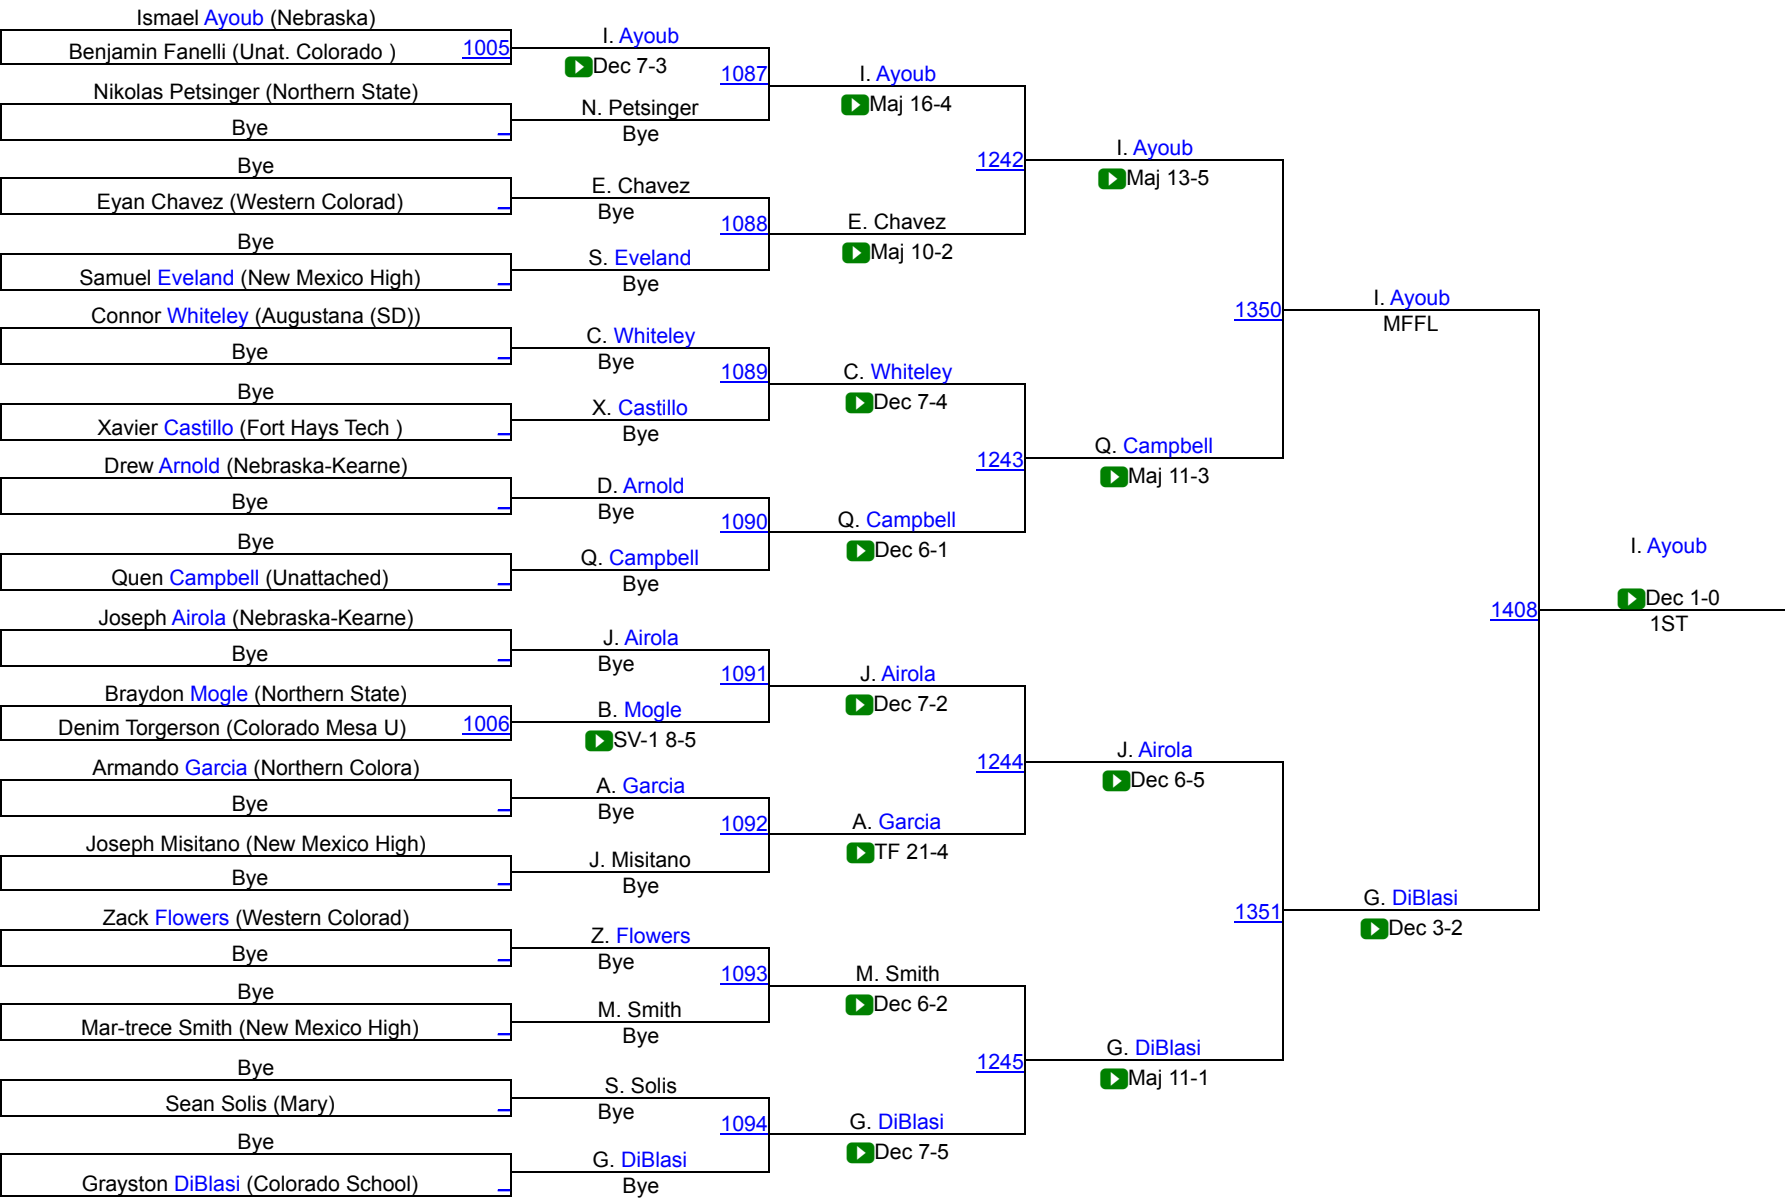 Ismael Ayoub (Nebraska)
Benjamin Fanelli (Unat. Colorado )
1005
Nikolas Petsinger (Northern State)
Bye
Bye
Eyan Chavez (Western Colorad)
Bye
Samuel Eveland (New Mexico High)
Connor Whiteley (Augustana (SD))
Bye
Bye
Xavier Castillo (Fort Hays Tech )
Drew Arnold (Nebraska-Kearne)
Bye
Bye
Quen Campbell (Unattached)
Joseph Airola (Nebraska-Kearne)
Bye
Braydon Mogle (Northern State)
Denim Torgerson (Colorado Mesa U)
1006
Armando Garcia (Northern Colora)
Bye
Joseph Misitano (New Mexico High)
Bye
Zack Flowers (Western Colorad)
Bye
Bye
Mar-trece Smith (New Mexico High)
Bye
Sean Solis (Mary)
Bye
Grayston DiBlasi (Colorado School)
I. Ayoub
Dec 7-3
1087
N. Petsinger
Bye
E. Chavez
Bye
1088
S. Eveland
Bye
C. Whiteley
Bye
1089
X. Castillo
Bye
D. Arnold
Bye
1090
Q. Campbell
Bye
J. Airola
Bye
1091
B. Mogle
SV-1 8-5
A. Garcia
Bye
1092
J. Misitano
Bye
Z. Flowers
Bye
1093
M. Smith
Bye
S. Solis
Bye
1094
G. DiBlasi
Bye
I. Ayoub
Maj 16-4
1242
E. Chavez
Maj 10-2
C. Whiteley
Dec 7-4
1243
Q. Campbell
Dec 6-1
J. Airola
Dec 7-2
1244
A. Garcia
TF 21-4
M. Smith
Dec 6-2
1245
G. DiBlasi
Dec 7-5
I. Ayoub
Maj 13-5
1350
Q. Campbell
Maj 11-3
J. Airola
Dec 6-5
1351
G. DiBlasi
Maj 11-1
I. Ayoub
MFFL
1408
G. DiBlasi
Dec 3-2
I. Ayoub
Dec 1-0
1ST